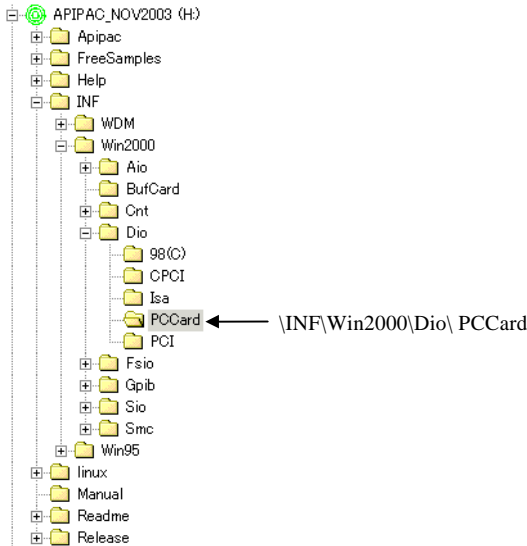 APIPAC_NOV2003 (H:)
Apipac
FreeSamples
Help
INF
WDM
Win2000
Aio
BufCard
Cnt
Dio
98(C)
CPCI
Isa
PCCard
\INF\Win2000\Dio\ PCCard
PCI
Fsio
Gpib
Sio
Smc
Win95
linux
Manual
Readme
Release